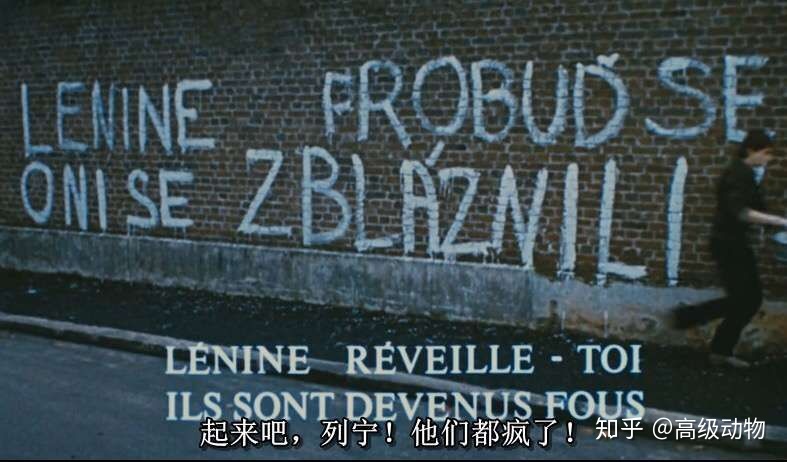 LENINE PROBUĎ SE
ONI SE ZBLÁZNILI
LÉNINE RÉVEILLE - TOI
ILS SONT DEVENUS FOUS
起来吧，列宁！他们都疯了！
知乎 @高级动物